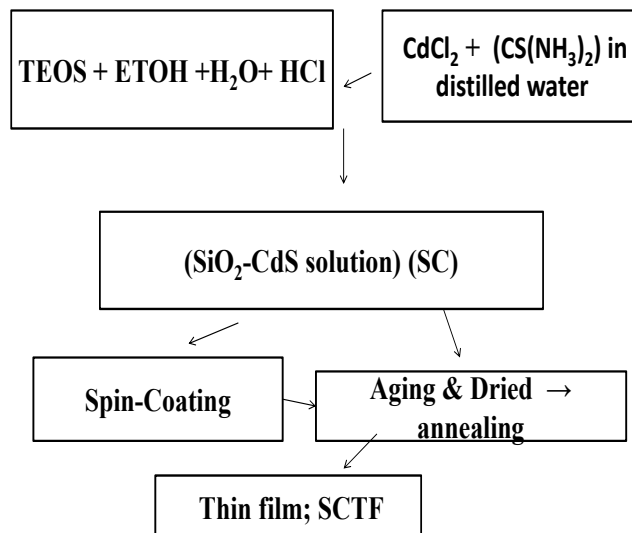 TEOS + ETOH +H₂O+ HCl
CdCl₂ + (CS(NH₃)₂) in
distilled water
(SiO₂-CdS solution) (SC)
Spin-Coating
Aging & Dried →
annealing
Thin film; SCTF